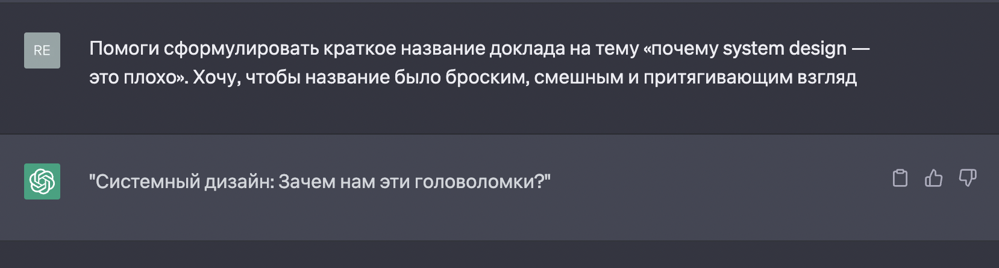 RE
Помоги сформулировать краткое название доклада на тему «почему system design —
это плохо». Хочу, чтобы название было броским, смешным и притягивающим взгляд
"Системный дизайн: Зачем нам эти головоломки?"